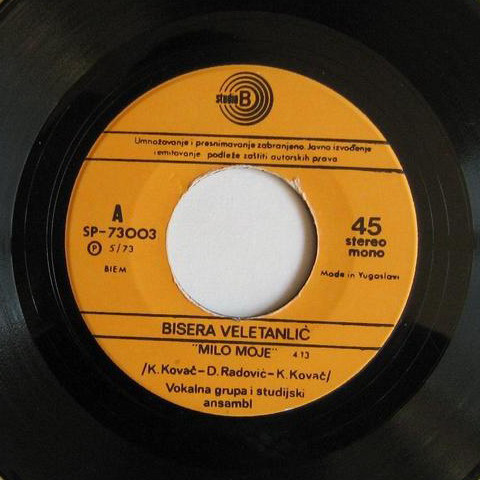 studio B
Umnožavanje i presnimavanje zabranjeno. Javno izvođenje
i emitovanje podleže zaštiti autorskih prava
A
SP-73003
P 5/73
BIEM
45
stereo
mono
Made in Yugoslavi
BISERA VELETANLIĆ
"MILO MOJE" 4 13
/K. Kovač-D. Radović-K. Kovač/
Vokalna grupa i studijski
ansambl